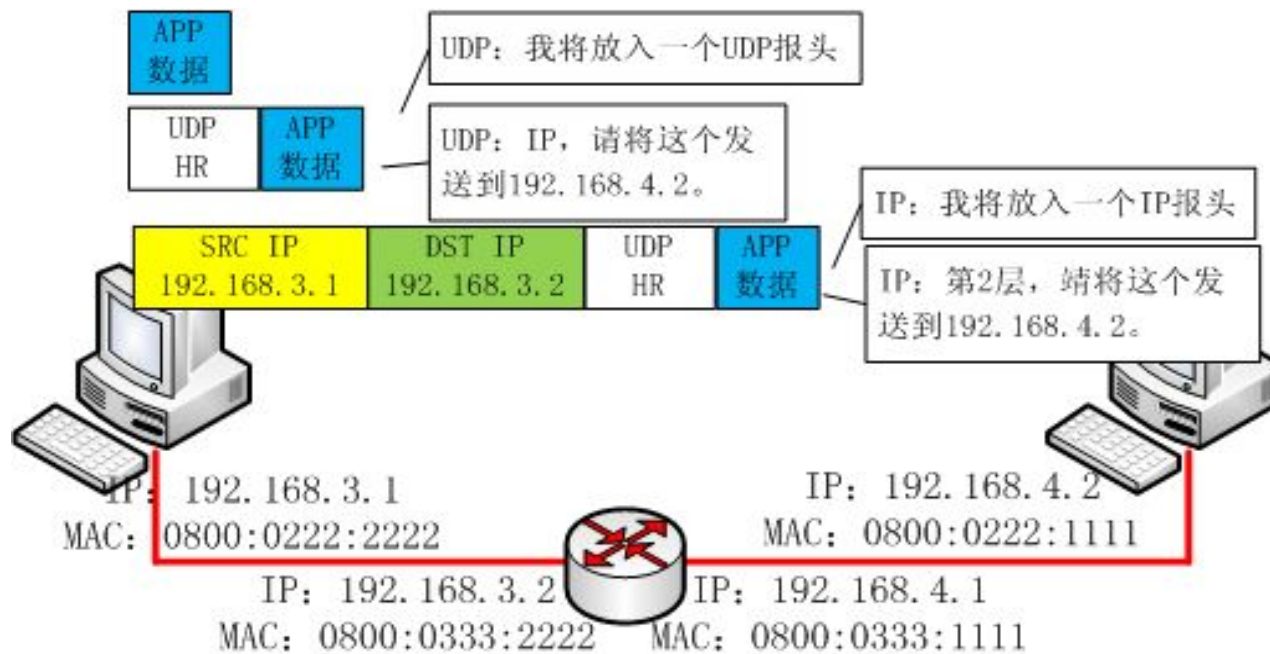 APP
数据
UDP: 我将放入一个UDP报头
UDP
HR
APP
数据
UDP: IP, 请将这个发
送到192.168.4.2。
IP: 我将放入一个IP报头
SRC IP
192.168.3.1
DST IP
192.168.3.2
UDP
HR
APP
数据
IP: 第2层, 靖将这个发
送到192.168.4.2。
IP: 192.168.3.1
MAC: 0800:0222:2222
IP: 192.168.4.2
MAC: 0800:0222:1111
IP: 192.168.3.2
MAC: 0800:0333:2222
IP: 192.168.4.1
MAC: 0800:0333:1111